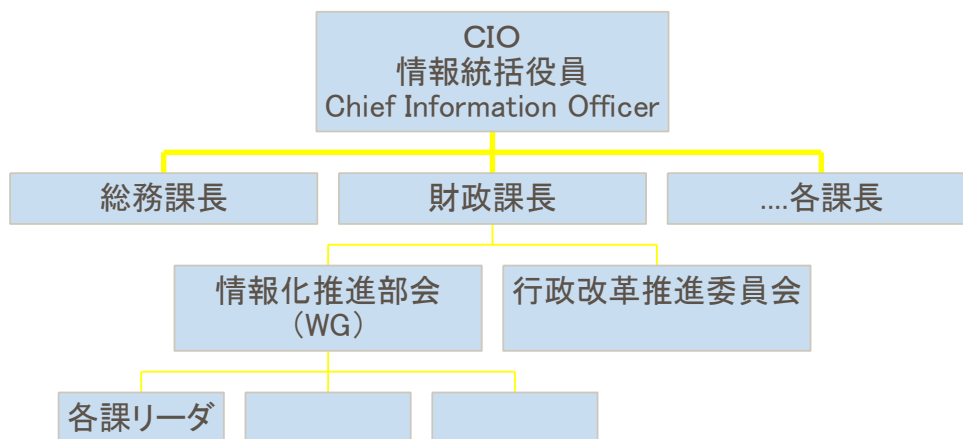 CIO
情報統括役員
Chief Information Officer
総務課長
財政課長
....各課長
情報化推進部会
(WG)
行政改革推進委員会
各課リーダ